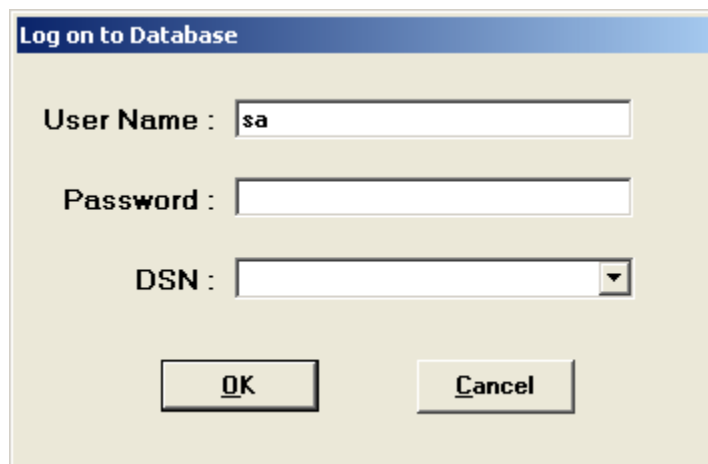 Log on to Database
User Name : sa
Password :
DSN :
OK Cancel